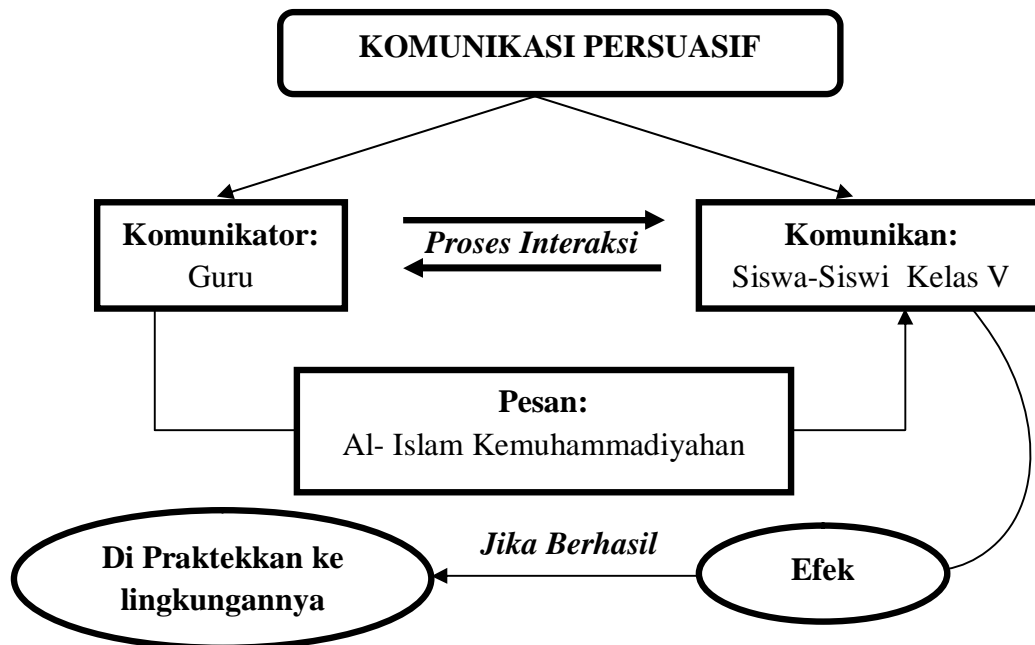 KOMUNIKASI PERSUASIF
Komunikator:
Guru
Proses Interaksi
Komunikan:
Siswa-Siswi Kelas V
Pesan:
Al- Islam Kemuhammadiyahan
Di Praktekkan ke
lingkungannya
Jika Berhasil
Efek